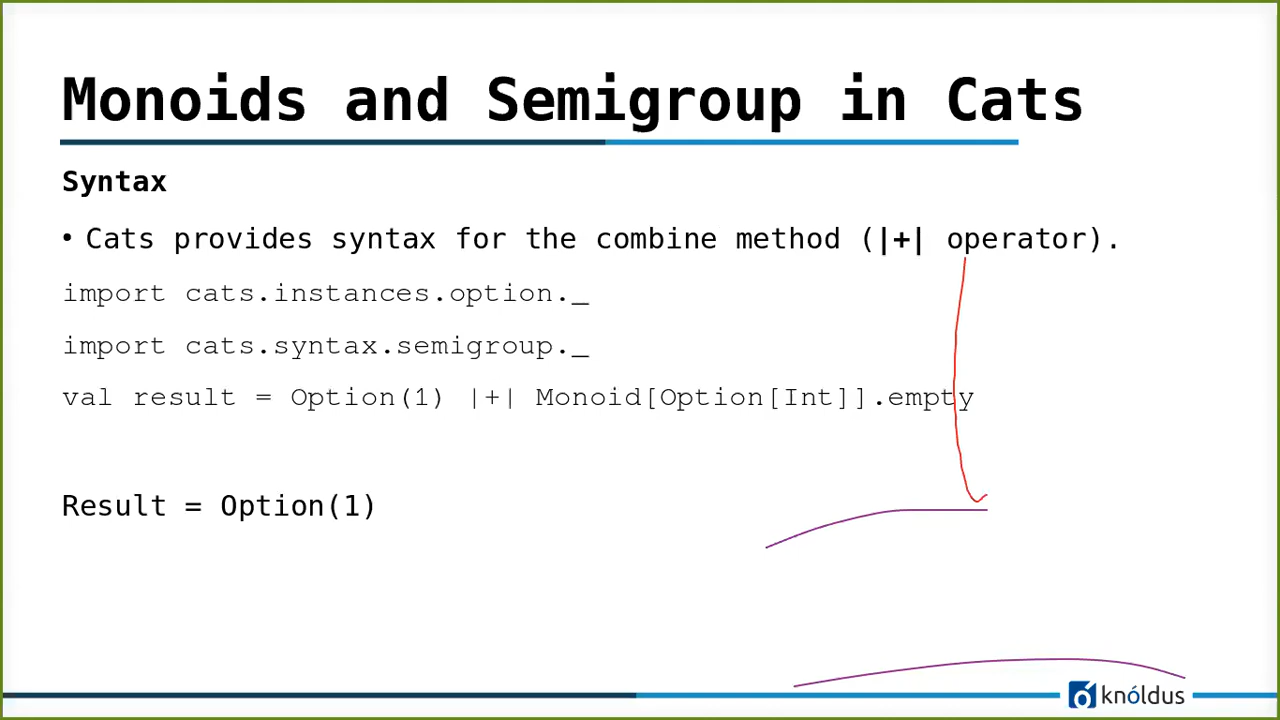 Monoids and Semigroup in Cats
Syntax
• Cats provides syntax for the combine method (|+| operator).
import cats.instances.option._
import cats.syntax.semigroup._
val result = Option(1) |+| Monoid[Option[Int]].empty
Result = Option(1)
knóldus